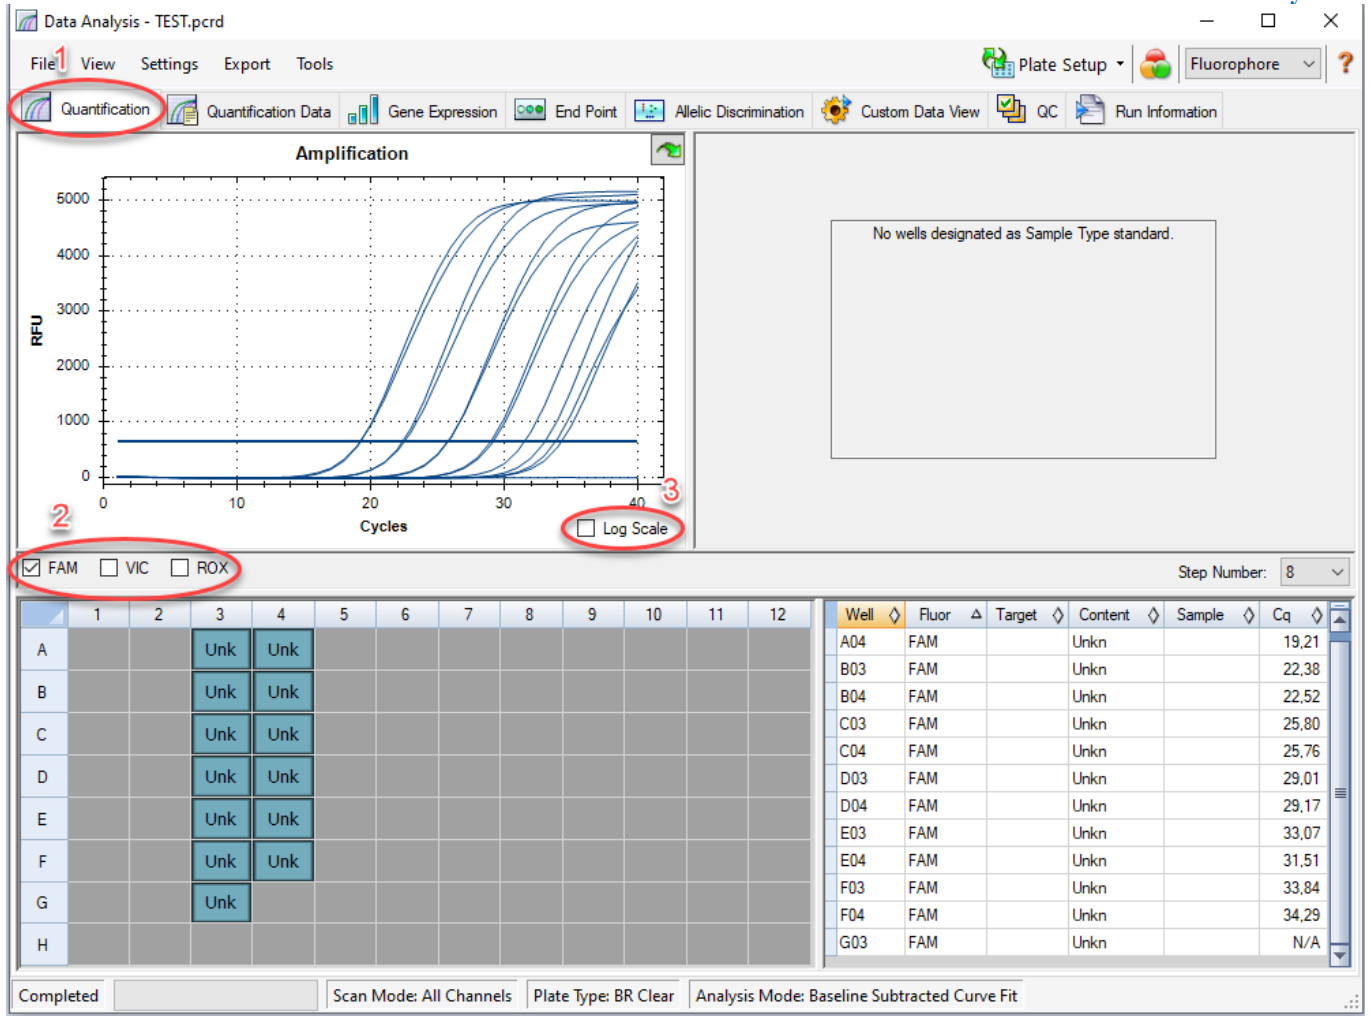 Data Analysis - TEST.pcrd
1
File View Settings Export Tools
Plate Setup Fluorophore ?
Quantification Quantification Data Gene Expression End Point Allelic Discrimination Custom Data View QC Run Information
Amplification
No wells designated as Sample Type standard.
5000
4000
3000
2000
1000
0
RFU
0 10 20 30 40
Cycles
3
Log Scale
2
FAM VIC ROX
Step Number: 8
1 2 3 4 5 6 7 8 9 10 11 12
A Unk Unk
B Unk Unk
C Unk Unk
D Unk Unk
E Unk Unk
F Unk Unk
G Unk
H
Well Fluor Target Content Sample Cq
A04 FAM Unkn 19,21
B03 FAM Unkn 22,38
B04 FAM Unkn 22,52
C03 FAM Unkn 25,80
C04 FAM Unkn 25,76
D03 FAM Unkn 29,01
D04 FAM Unkn 29,17
E03 FAM Unkn 33,07
E04 FAM Unkn 31,51
F03 FAM Unkn 33,84
F04 FAM Unkn 34,29
G03 FAM Unkn N/A
Completed Scan Mode: All Channels Plate Type: BR Clear Analysis Mode: Baseline Subtracted Curve Fit